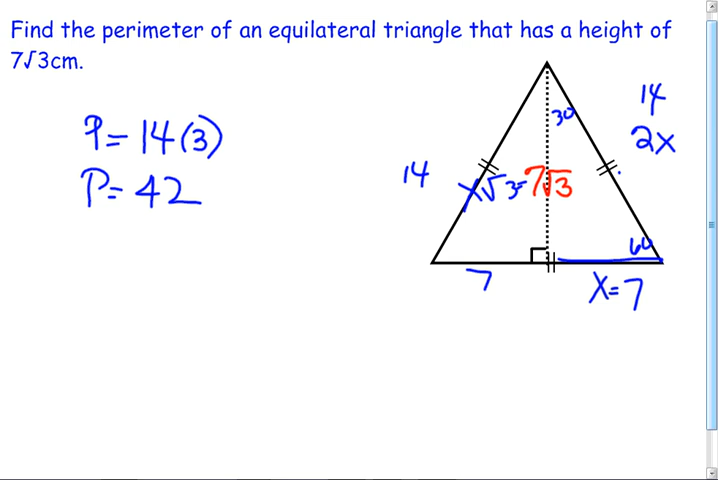 Find the perimeter of an equilateral triangle that has a height of
7√3cm.
P = 14(3)
P = 42
30
14
2x
14
x√3 = 7√3
60
7
x = 7